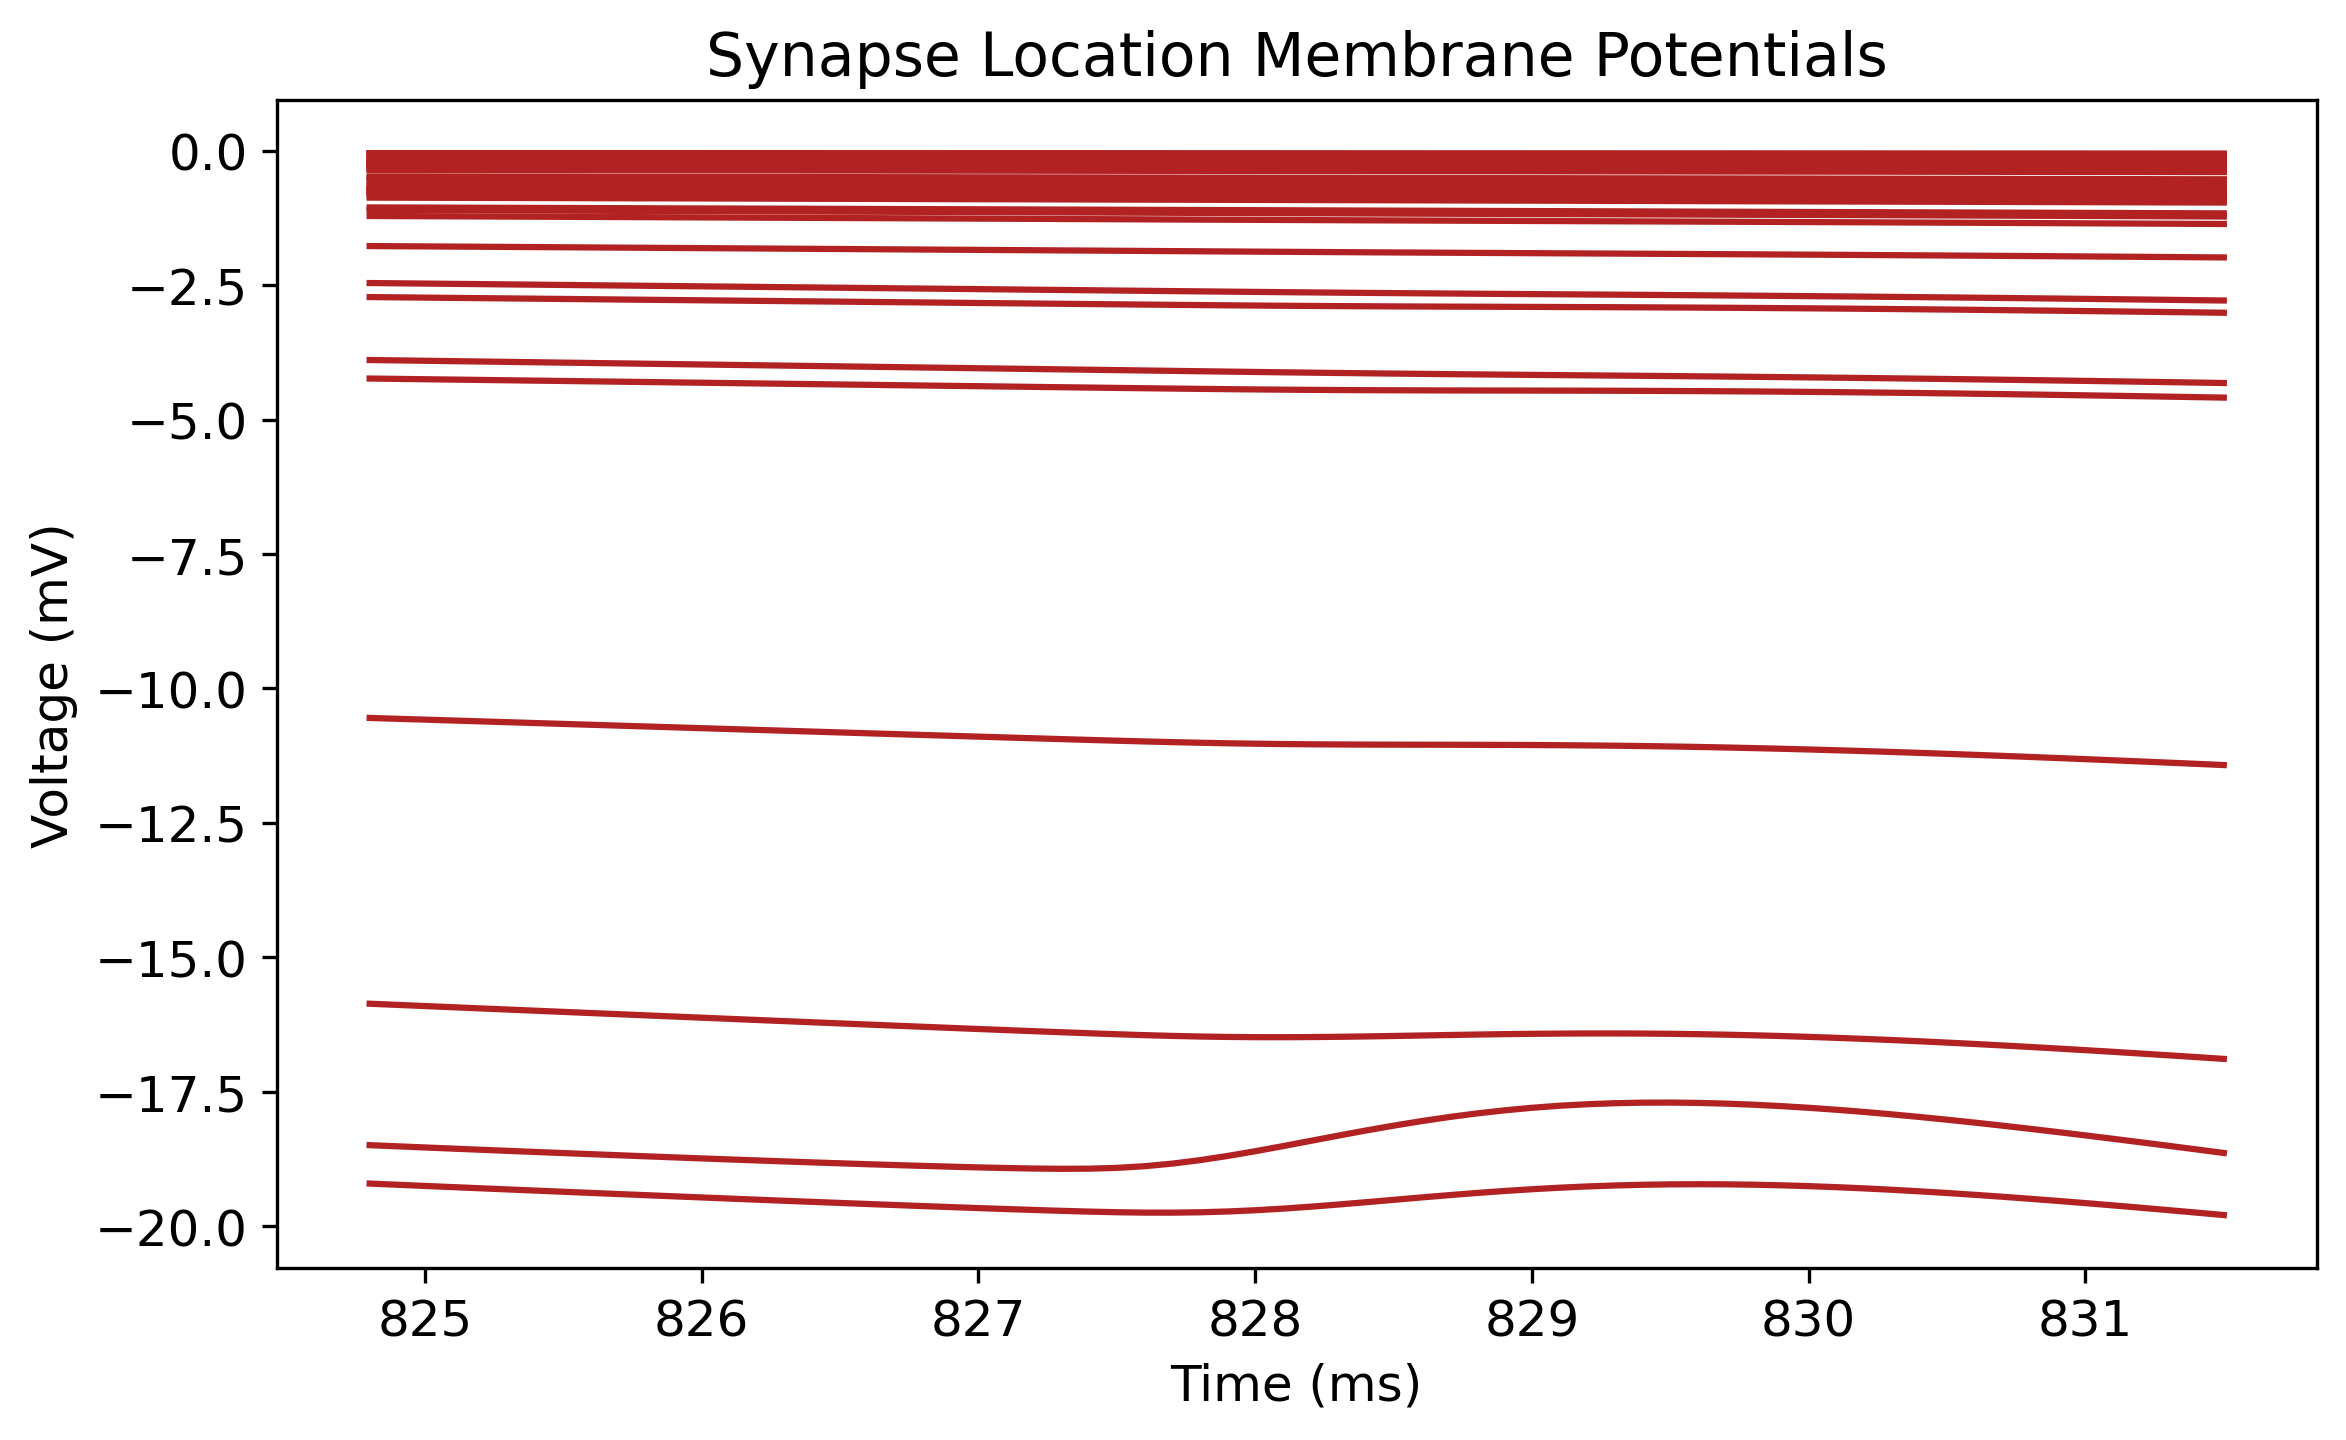 Synapse Location Membrane Potentials
0.0
−2.5
−5.0
−7.5
−10.0
−12.5
−15.0
−17.5
−20.0
Voltage (mV)
825 826 827 828 829 830 831
Time (ms)